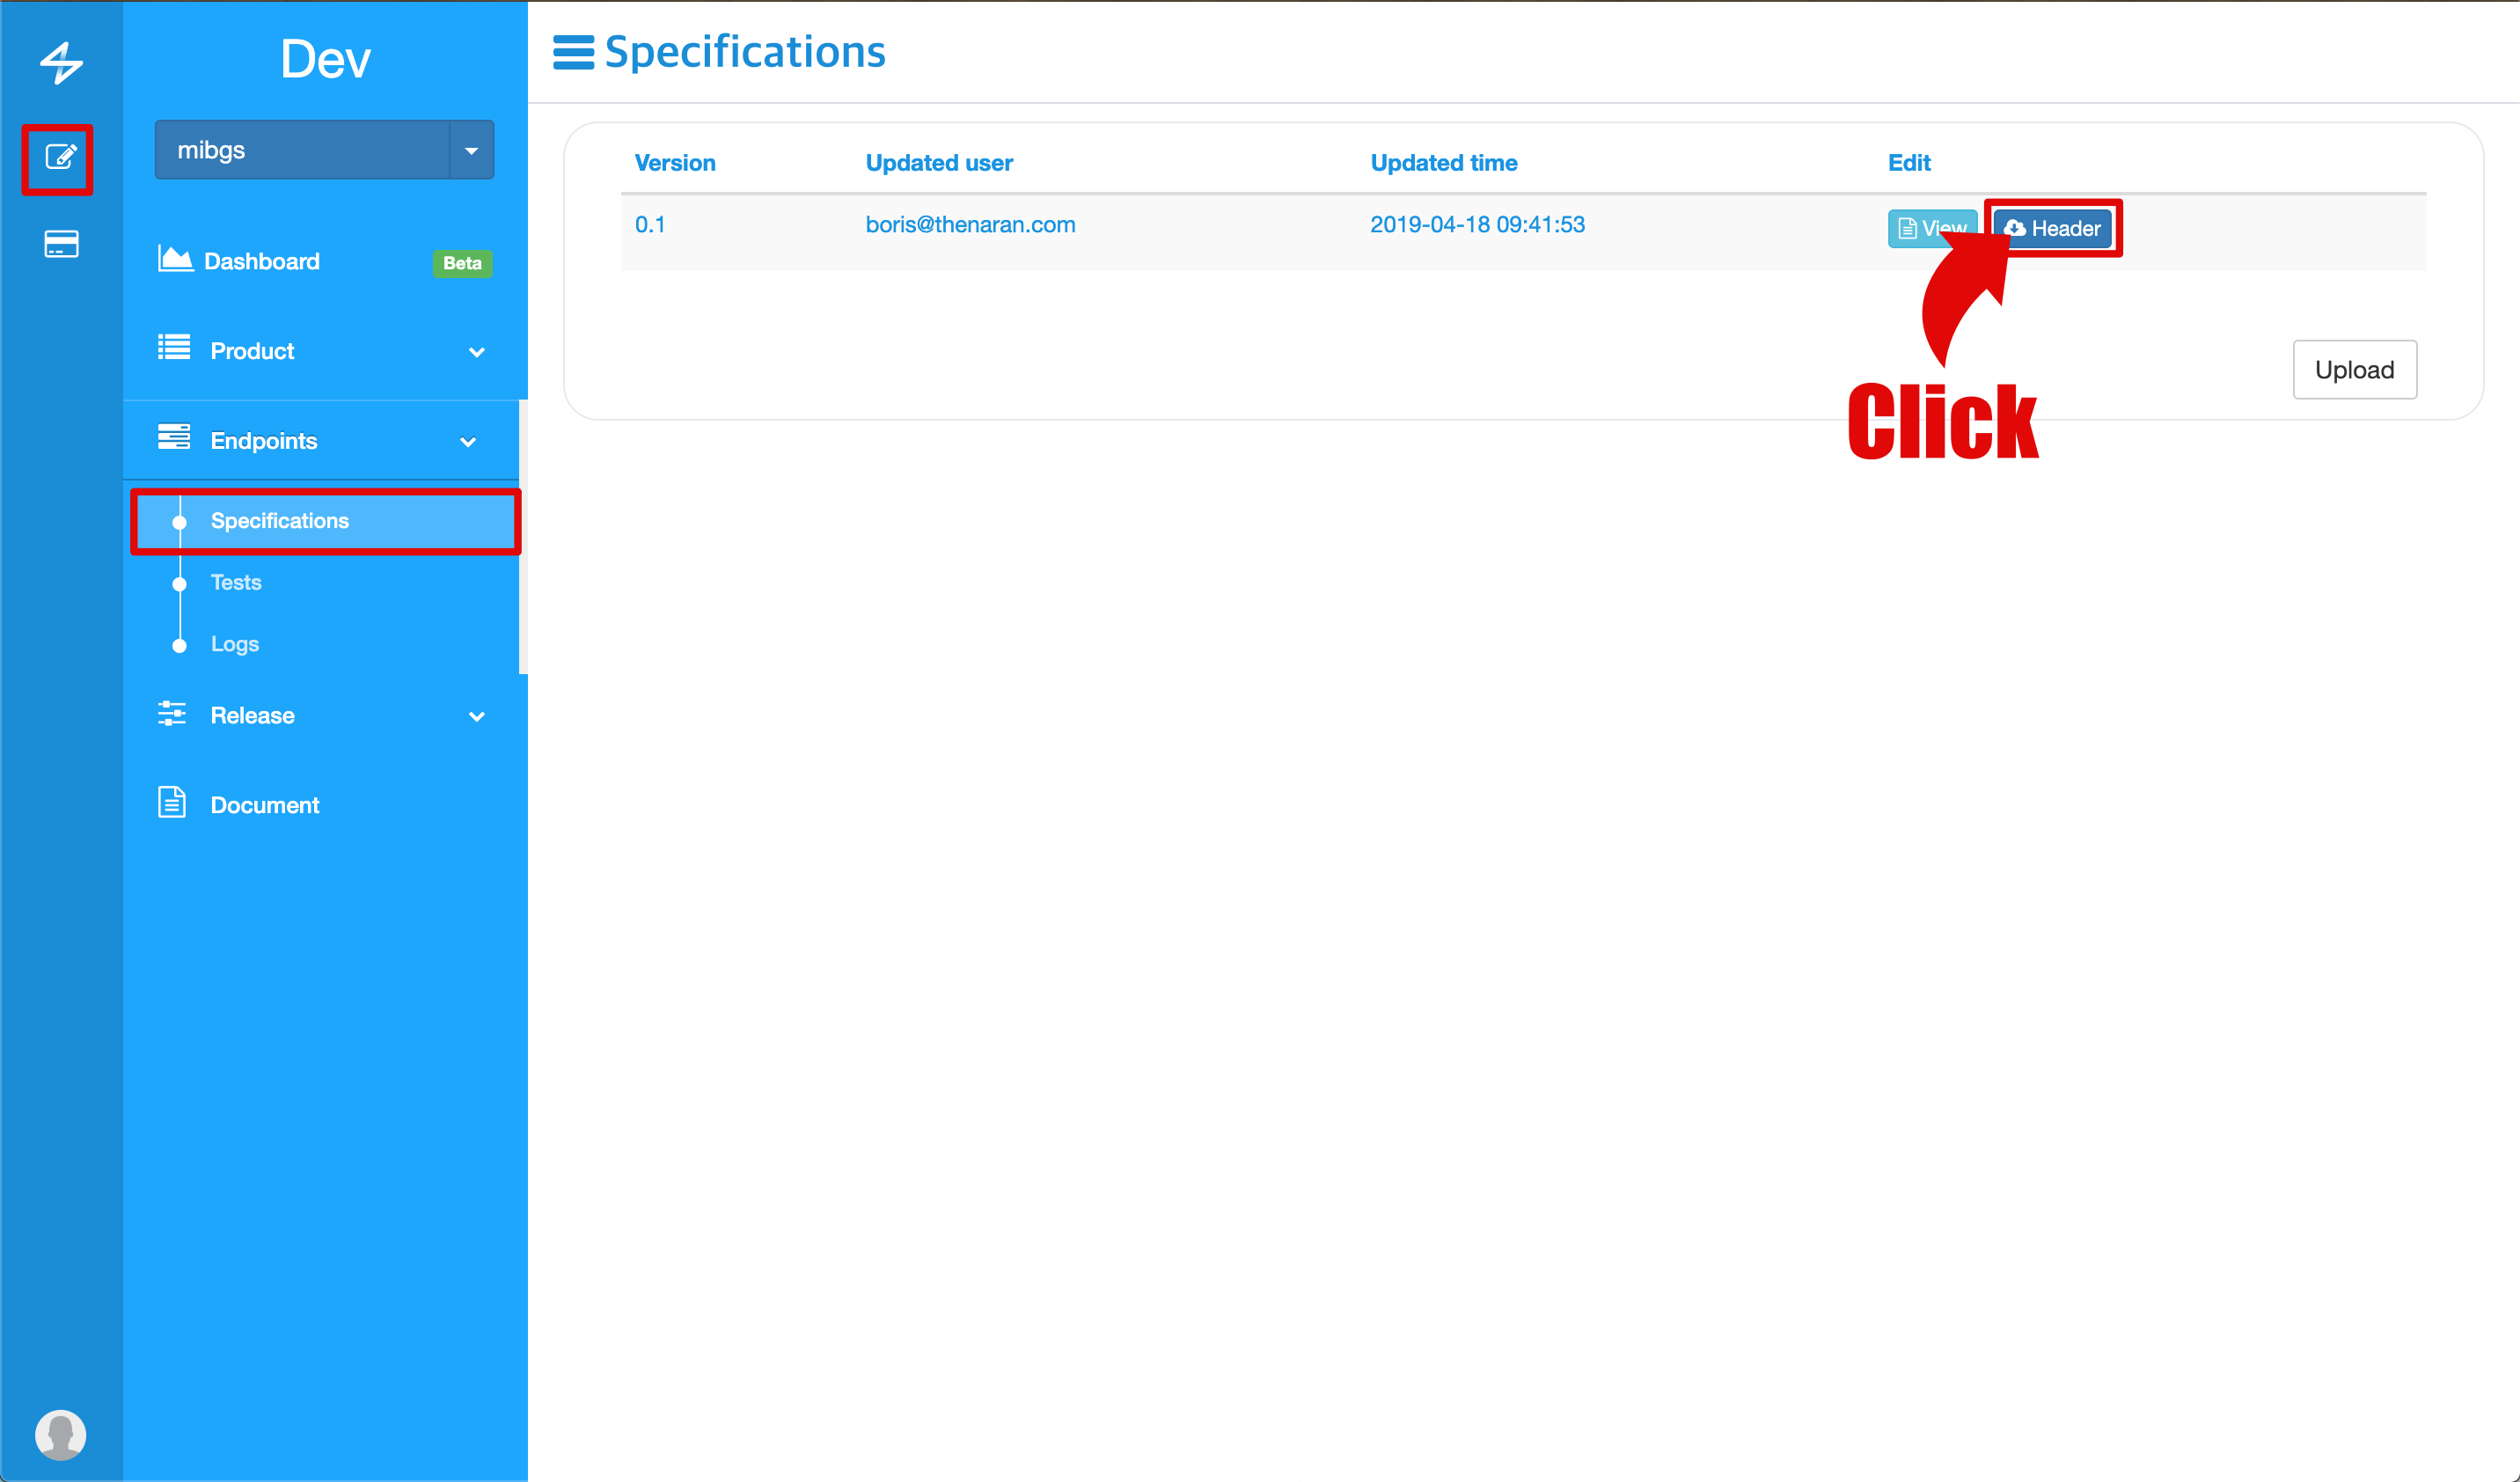 Dev
mibgs
Dashboard Beta
Product
Endpoints
Specifications
Tests
Logs
Release
Document
Specifications
Version Updated user Updated time Edit
0.1 boris@thenaran.com 2019-04-18 09:41:53 View Header
Upload
Click